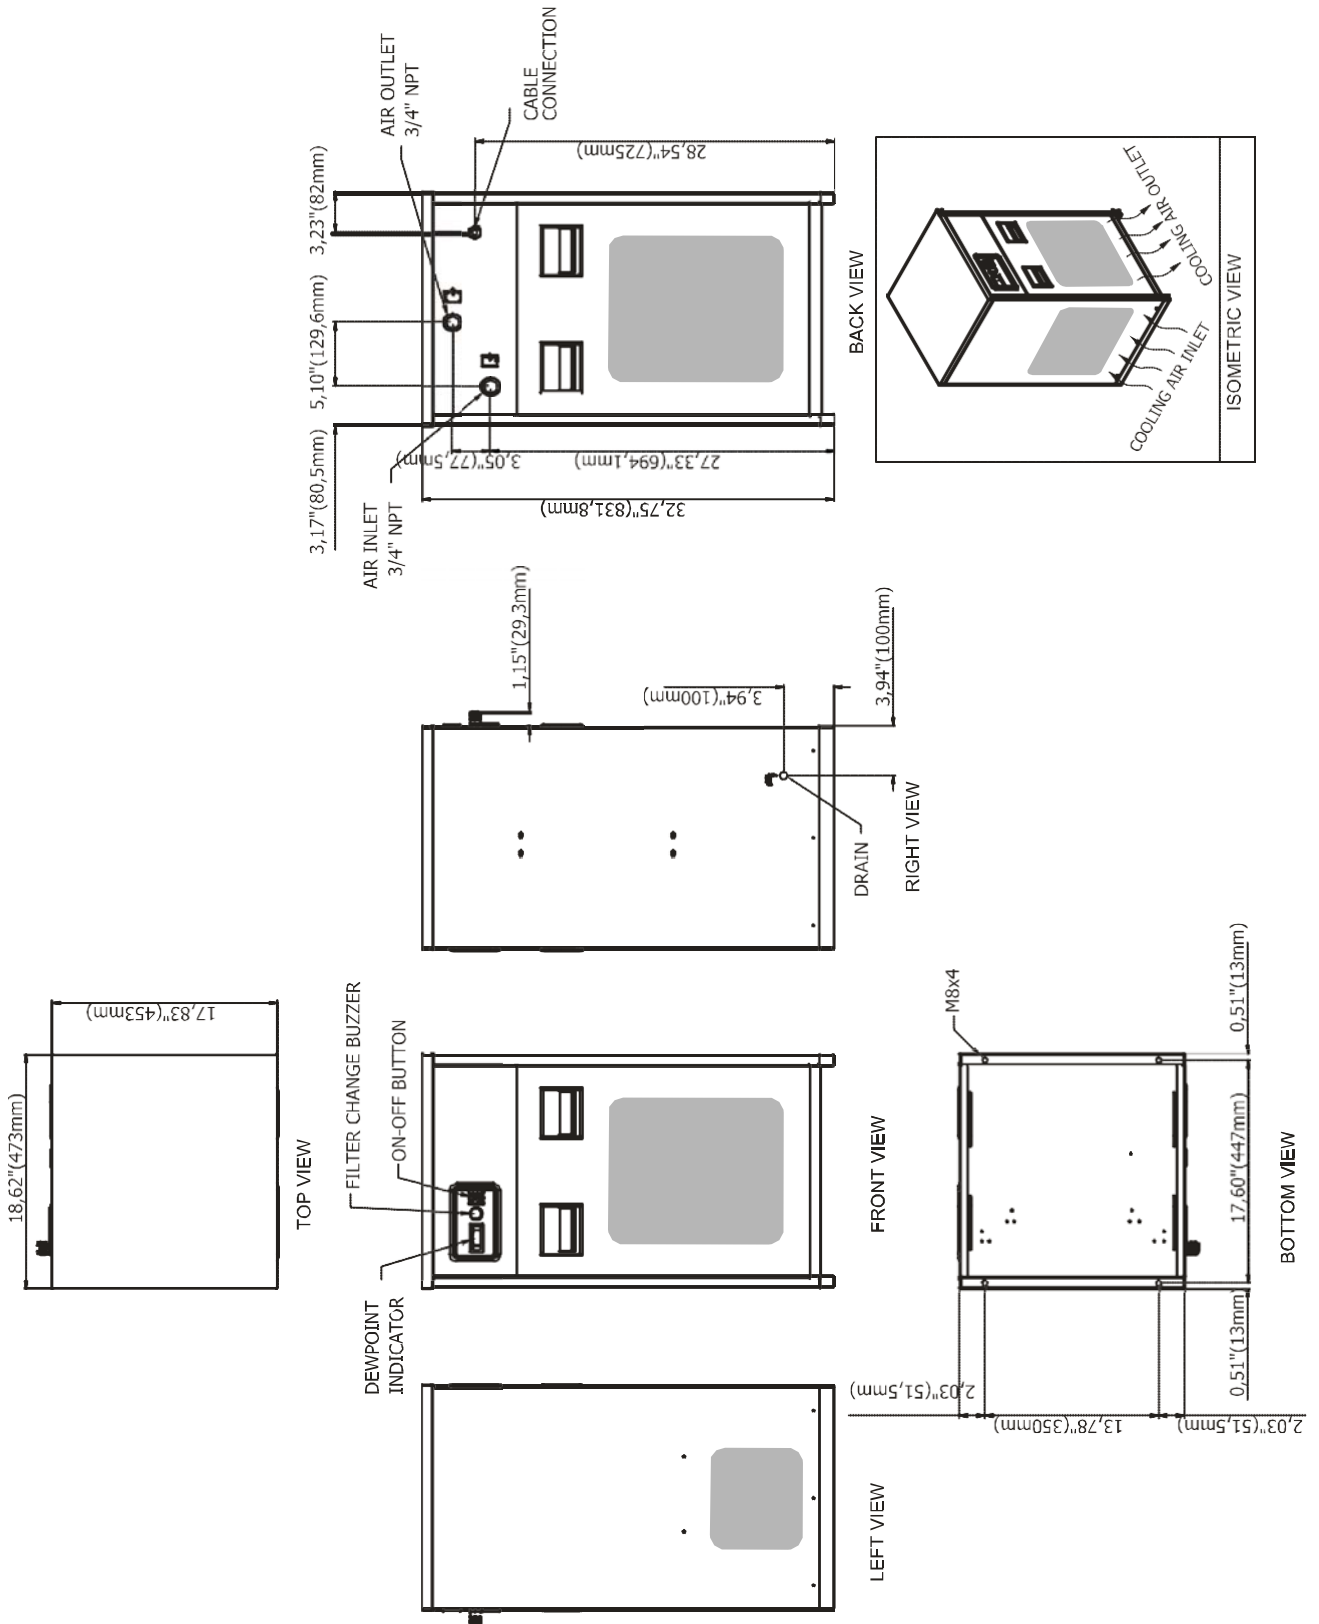 18,62"(473mm)
17,83"(453mm)
TOP VIEW
DEWPOINT
INDICATOR
FILTER CHANGE BUZZER
ON-OFF BUTTON
3,17"(80,5mm)
5,10"(129,6mm)
3,23"(82mm)
AIR INLET
3/4" NPT
AIR OUTLET
3/4" NPT
CABLE
CONNECTION
1,15"(29,3mm)
32,75"(831,8mm)
3,05"(77,5mm)
27,33"(694,1mm)
28,54"(725mm)
3,94"(100mm)
3,94"(100mm)
DRAIN
LEFT VIEW
FRONT VIEW
RIGHT VIEW
BACK VIEW
M8x4
2,03"(51,5mm)
13,78"(350mm)
2,03"(51,5mm)
0,51"(13mm)
17,60"(447mm)
0,51"(13mm)
BOTTOM VIEW
COOLING AIR INLET
COOLING AIR OUTLET
ISOMETRIC VIEW